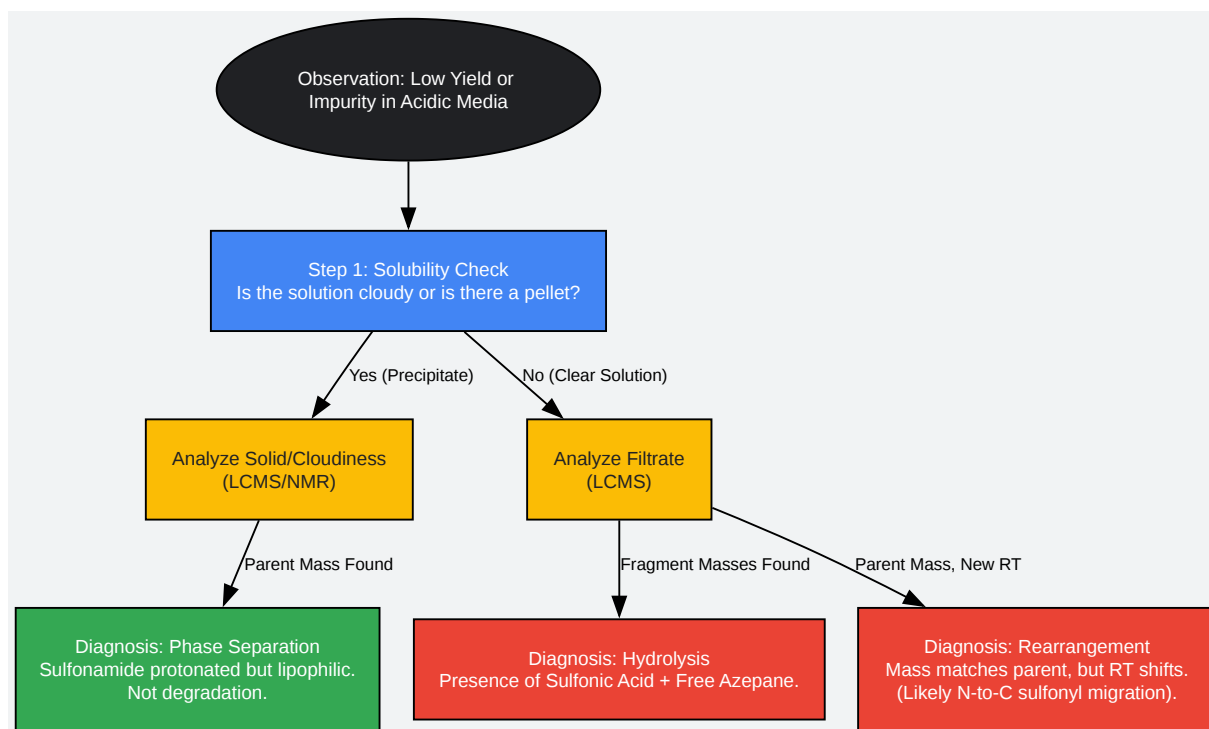 Observation: Low Yield or
Impurity in Acidic Media
Step 1: Solubility Check
Is the solution cloudy or is there a pellet?
Yes (Precipitate)
No (Clear Solution)
Analyze Solid/Cloudiness
(LCMS/NMR)
Analyze Filtrate
(LCMS)
Parent Mass Found
Fragment Masses Found
Parent Mass, New RT
Diagnosis: Phase Separation
Sulfonamide protonated but lipophilic.
Not degradation.
Diagnosis: Hydrolysis
Presence of Sulfonic Acid + Free Azepane.
Diagnosis: Rearrangement
Mass matches parent, but RT shifts.
(Likely N-to-C sulfonyl migration).